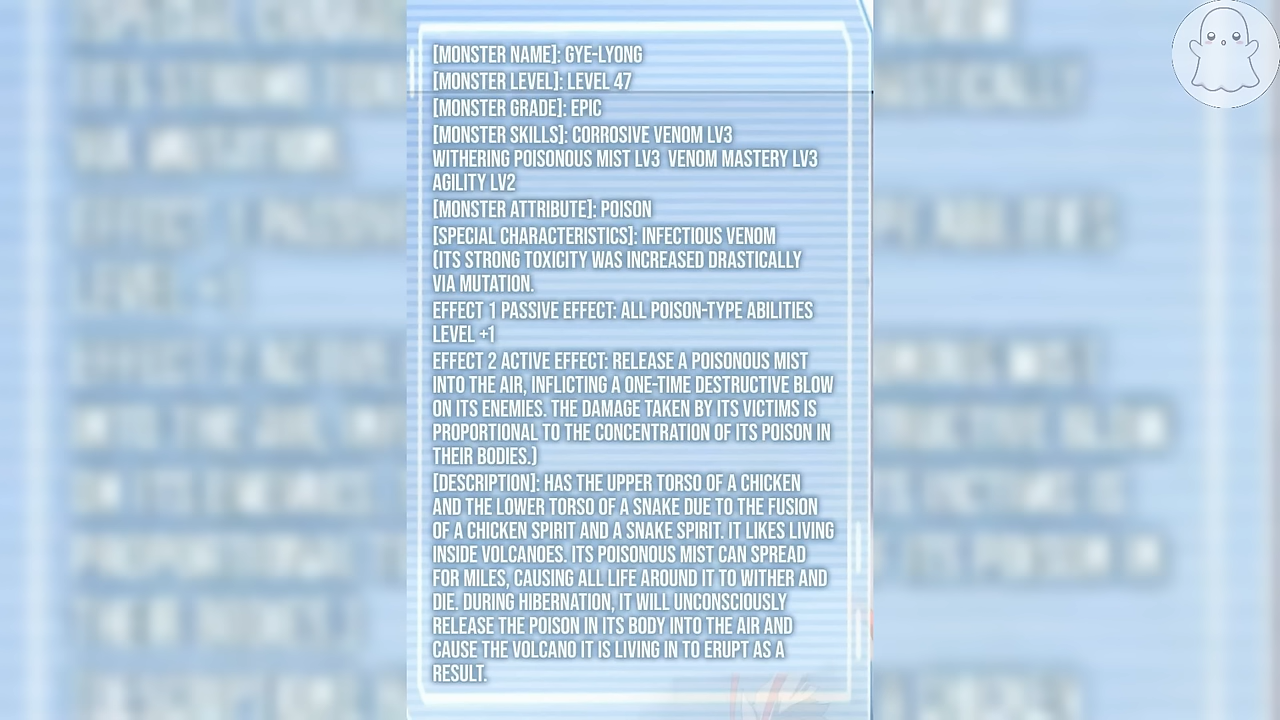 [MONSTER NAME]: GYE-LYONG
[MONSTER LEVEL]: LEVEL 47
[MONSTER GRADE]: EPIC
[MONSTER SKILLS]: CORROSIVE VENOM LV3
WITHERING POISONOUS MIST LV3 VENOM MASTERY LV3
AGILITY LV2
[MONSTER ATTRIBUTE]: POISON
[SPECIAL CHARACTERISTICS]: INFECTIOUS VENOM
(ITS STRONG TOXICITY WAS INCREASED DRASTICALLY
VIA MUTATION.
EFFECT 1 PASSIVE EFFECT: ALL POISON-TYPE ABILITIES
LEVEL +1
EFFECT 2 ACTIVE EFFECT: RELEASE A POISONOUS MIST
INTO THE AIR, INFLICTING A ONE-TIME DESTRUCTIVE BLOW
ON ITS ENEMIES. THE DAMAGE TAKEN BY ITS VICTIMS IS
PROPORTIONAL TO THE CONCENTRATION OF ITS POISON IN
THEIR BODIES.)
[DESCRIPTION]: HAS THE UPPER TORSO OF A CHICKEN
AND THE LOWER TORSO OF A SNAKE DUE TO THE FUSION
OF A CHICKEN SPIRIT AND A SNAKE SPIRIT. IT LIKES LIVING
INSIDE VOLCANOES. ITS POISONOUS MIST CAN SPREAD
FOR MILES, CAUSING ALL LIFE AROUND IT TO WITHER AND
DIE. DURING HIBERNATION, IT WILL UNCONSCIOUSLY
RELEASE THE POISON IN ITS BODY INTO THE AIR AND
CAUSE THE VOLCANO IT IS LIVING IN TO ERUPT AS A
RESULT.